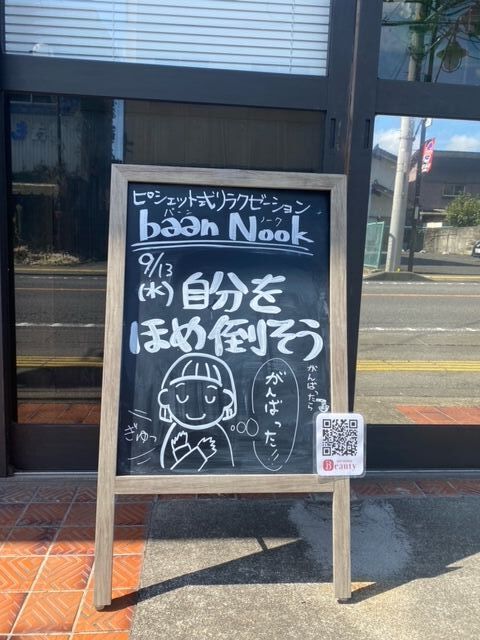 ピシェット式リラクゼーション
バーン ノーク
baan Nook
9/13
(水) 自分を
ほめ倒そう
がんばった!!
がんばったら
ぎゅっ
Beauty